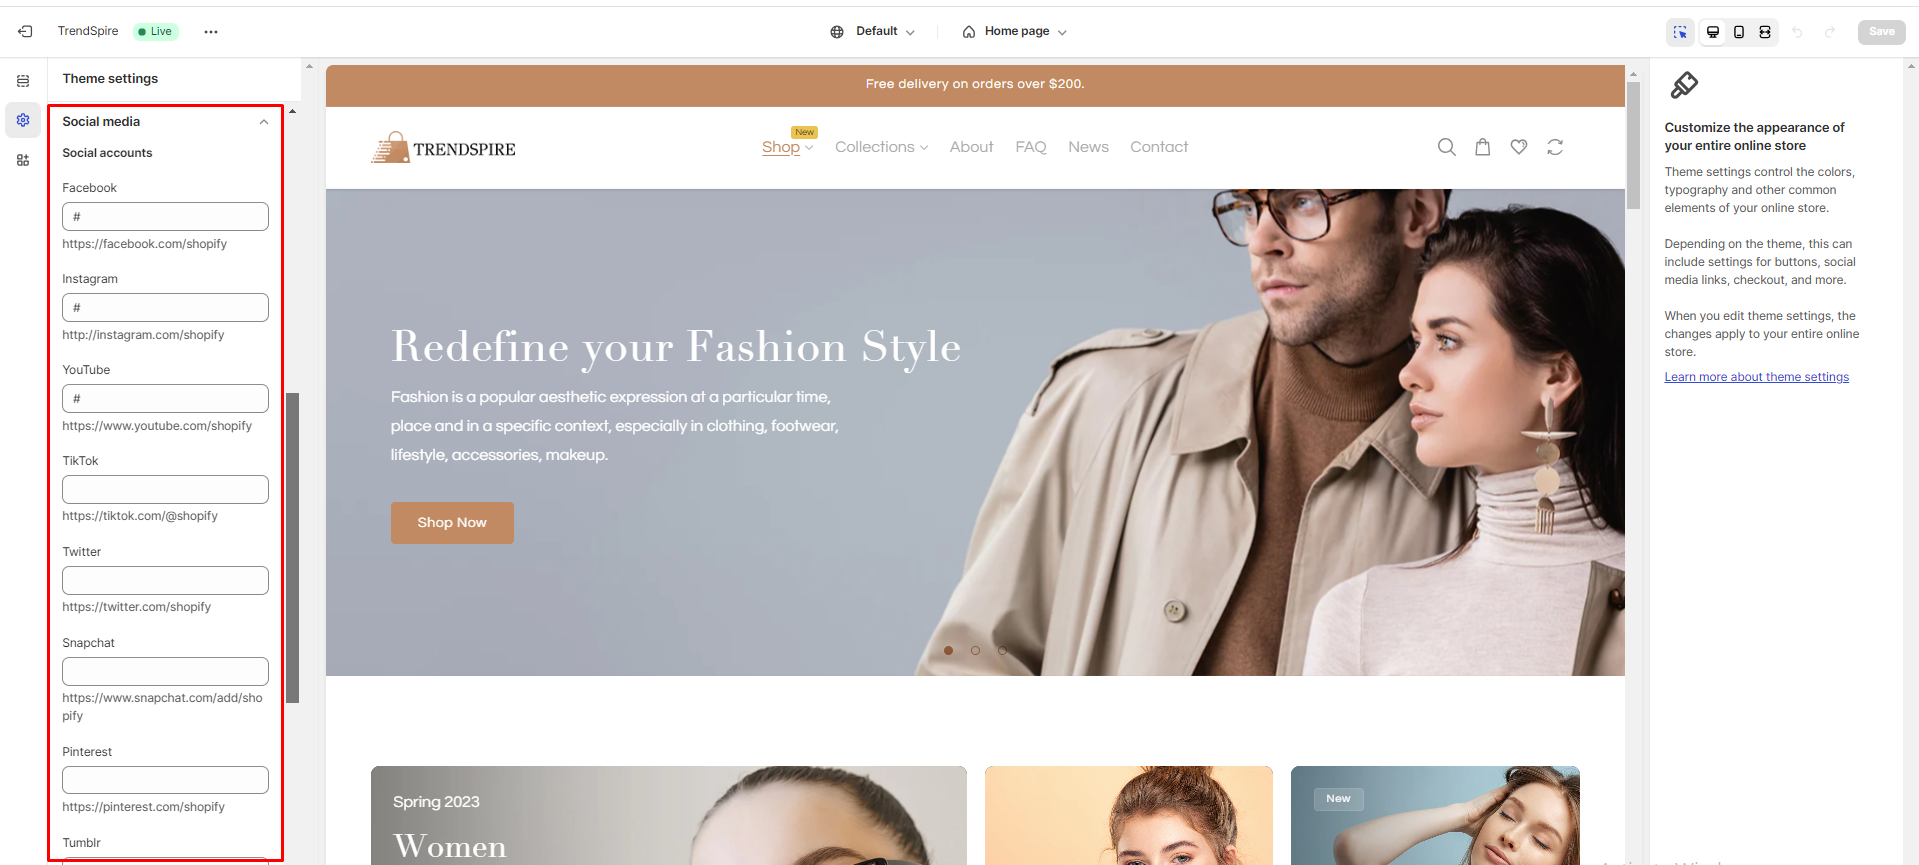 TrendSpire
Live
Default
Home page
Save
Theme settings
Social media
Social accounts
Facebook
#
https://facebook.com/shopify
Instagram
#
http://instagram.com/shopify
YouTube
#
https://www.youtube.com/shopify
TikTok
https://tiktok.com/@shopify
Twitter
https://twitter.com/shopify
Snapchat
https://www.snapchat.com/add/sho
pify
Pinterest
https://pinterest.com/shopify
Tumblr
Free delivery on orders over $200.
TRENDSPIRE
New
Shop
Collections
About
FAQ
News
Contact
Redefine your Fashion Style
Fashion is a popular aesthetic expression at a particular time,
place and in a specific context, especially in clothing, footwear,
lifestyle, accessories, makeup.
Shop Now
Spring 2023
Women
New
Customize the appearance of
your entire online store
Theme settings control the colors,
typography and other common
elements of your online store.
Depending on the theme, this can
include settings for buttons, social
media links, checkout, and more.
When you edit theme settings, the
changes apply to your entire online
store.
Learn more about theme settings